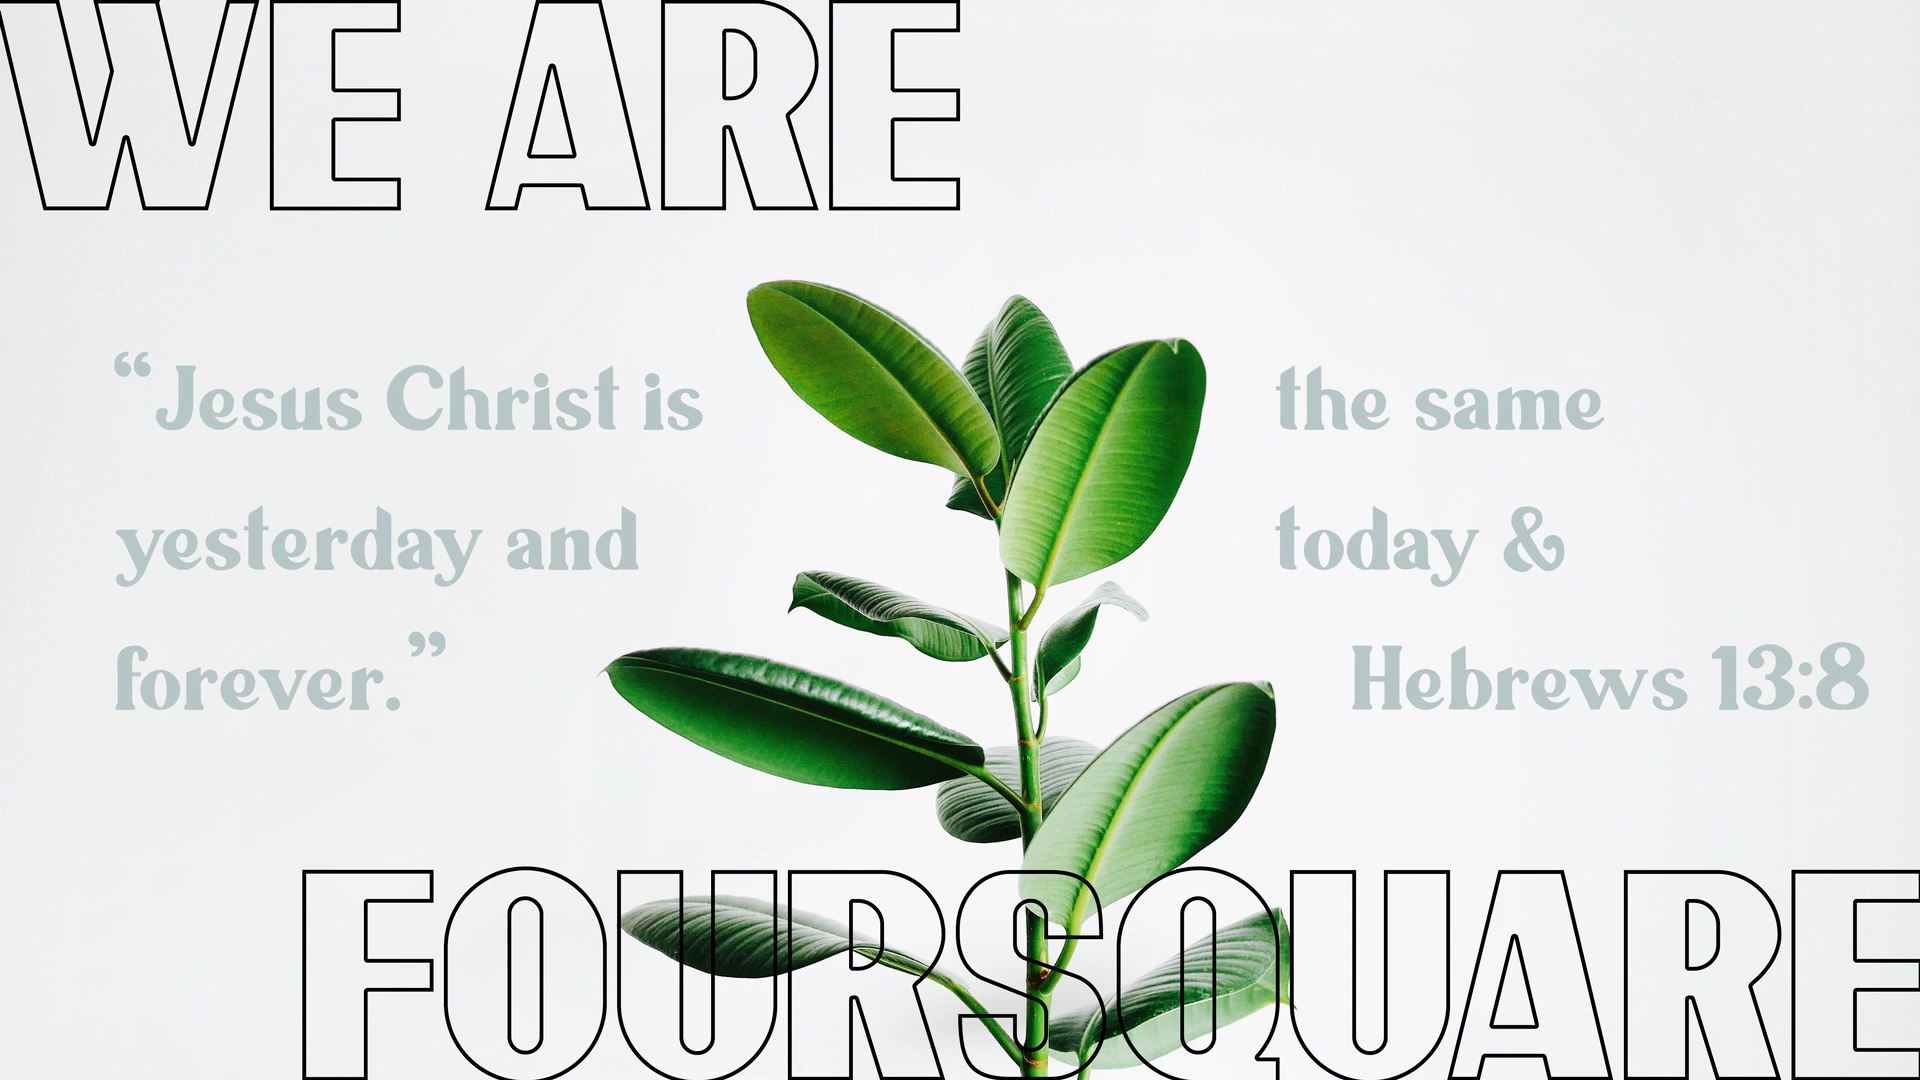 WE ARE
“Jesus Christ is the same
yesterday and today &
forever.” Hebrews 13:8
FOURSQUARE